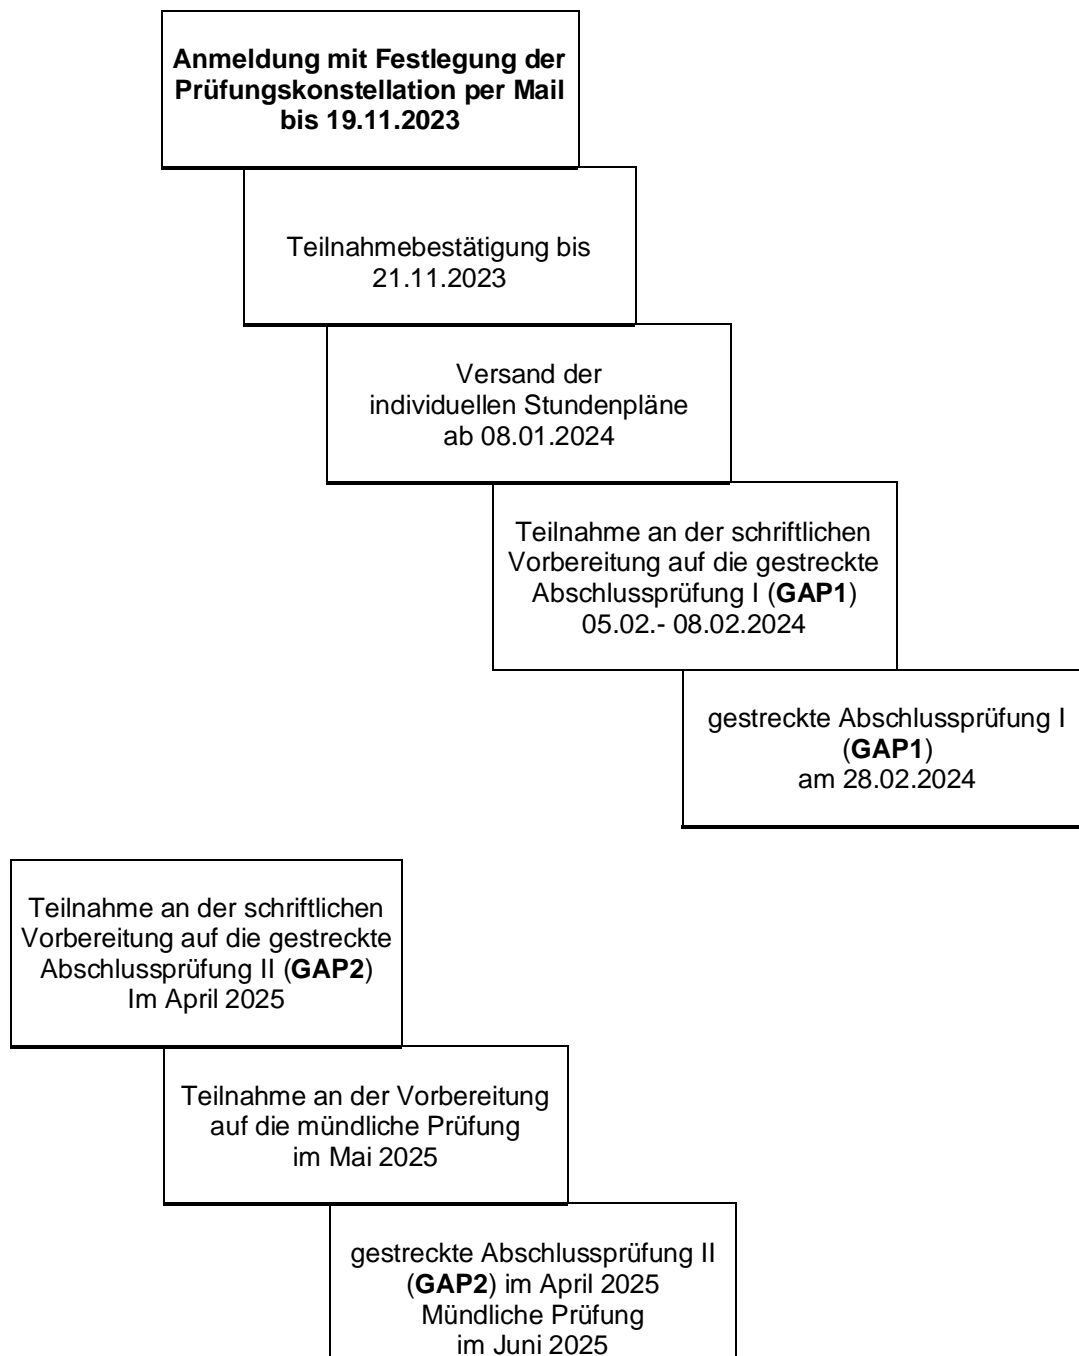 Anmeldung mit Festlegung der
Prüfungskonstellation per Mail
bis 19.11.2023
Teilnahmebestätigung bis
21.11.2023
Versand der
individuellen Stundenpläne
ab 08.01.2024
Teilnahme an der schriftlichen
Vorbereitung auf die gestreckte
Abschlussprüfung I (GAP1)
05.02.- 08.02.2024
gestreckte Abschlussprüfung I
(GAP1)
am 28.02.2024
Teilnahme an der schriftlichen
Vorbereitung auf die gestreckte
Abschlussprüfung II (GAP2)
Im April 2025
Teilnahme an der Vorbereitung
auf die mündliche Prüfung
im Mai 2025
gestreckte Abschlussprüfung II
(GAP2) im April 2025
Mündliche Prüfung
im Juni 2025